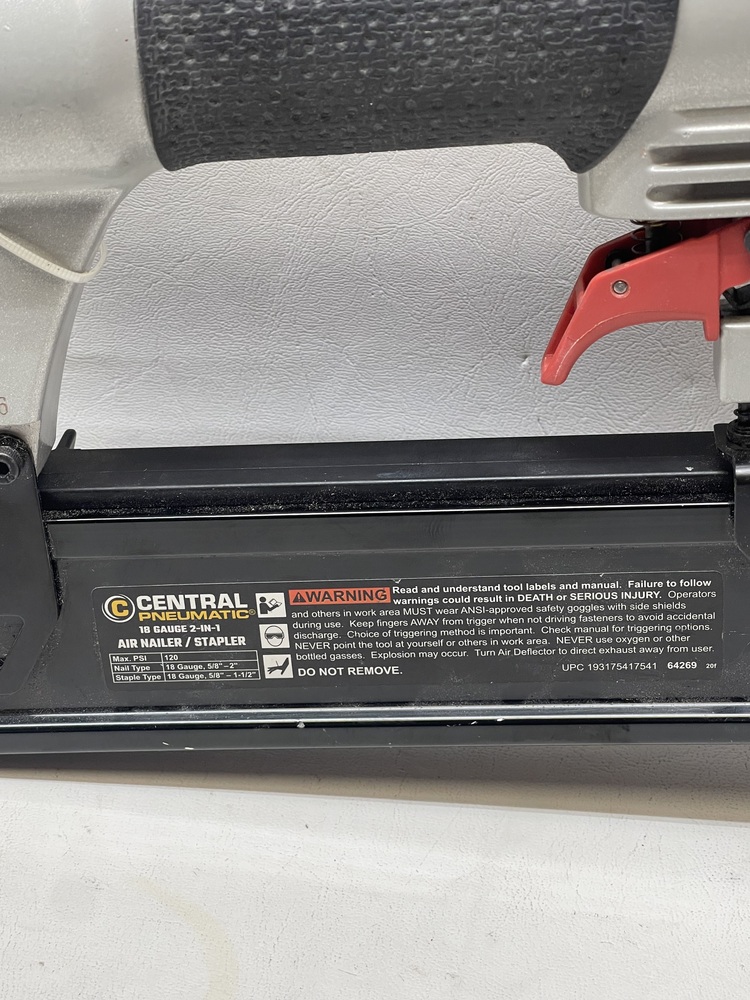 6
C CENTRAL
PNEUMATIC®
18 GAUGE 2-IN-1
AIR NAILER / STAPLER
Max. PSI 120
Nail Type 18 Gauge, 5/8"–2"
Staple Type 18 Gauge, 5/8" – 1-1/2"
⚠WARNING Read and understand tool labels and manual. Failure to follow
warnings could result in DEATH or SERIOUS INJURY. Operators
and others in work area MUST wear ANSI-approved safety goggles with side shields
during use. Keep fingers AWAY from trigger when not driving fasteners to avoid accidental
discharge. Choice of triggering method is important. Check manual for triggering options.
NEVER point the tool at yourself or others in work area. NEVER use oxygen or other
bottled gasses. Explosion may occur. Turn Air Deflector to direct exhaust away from user.
DO NOT REMOVE. UPC 193175417541 64269 20f